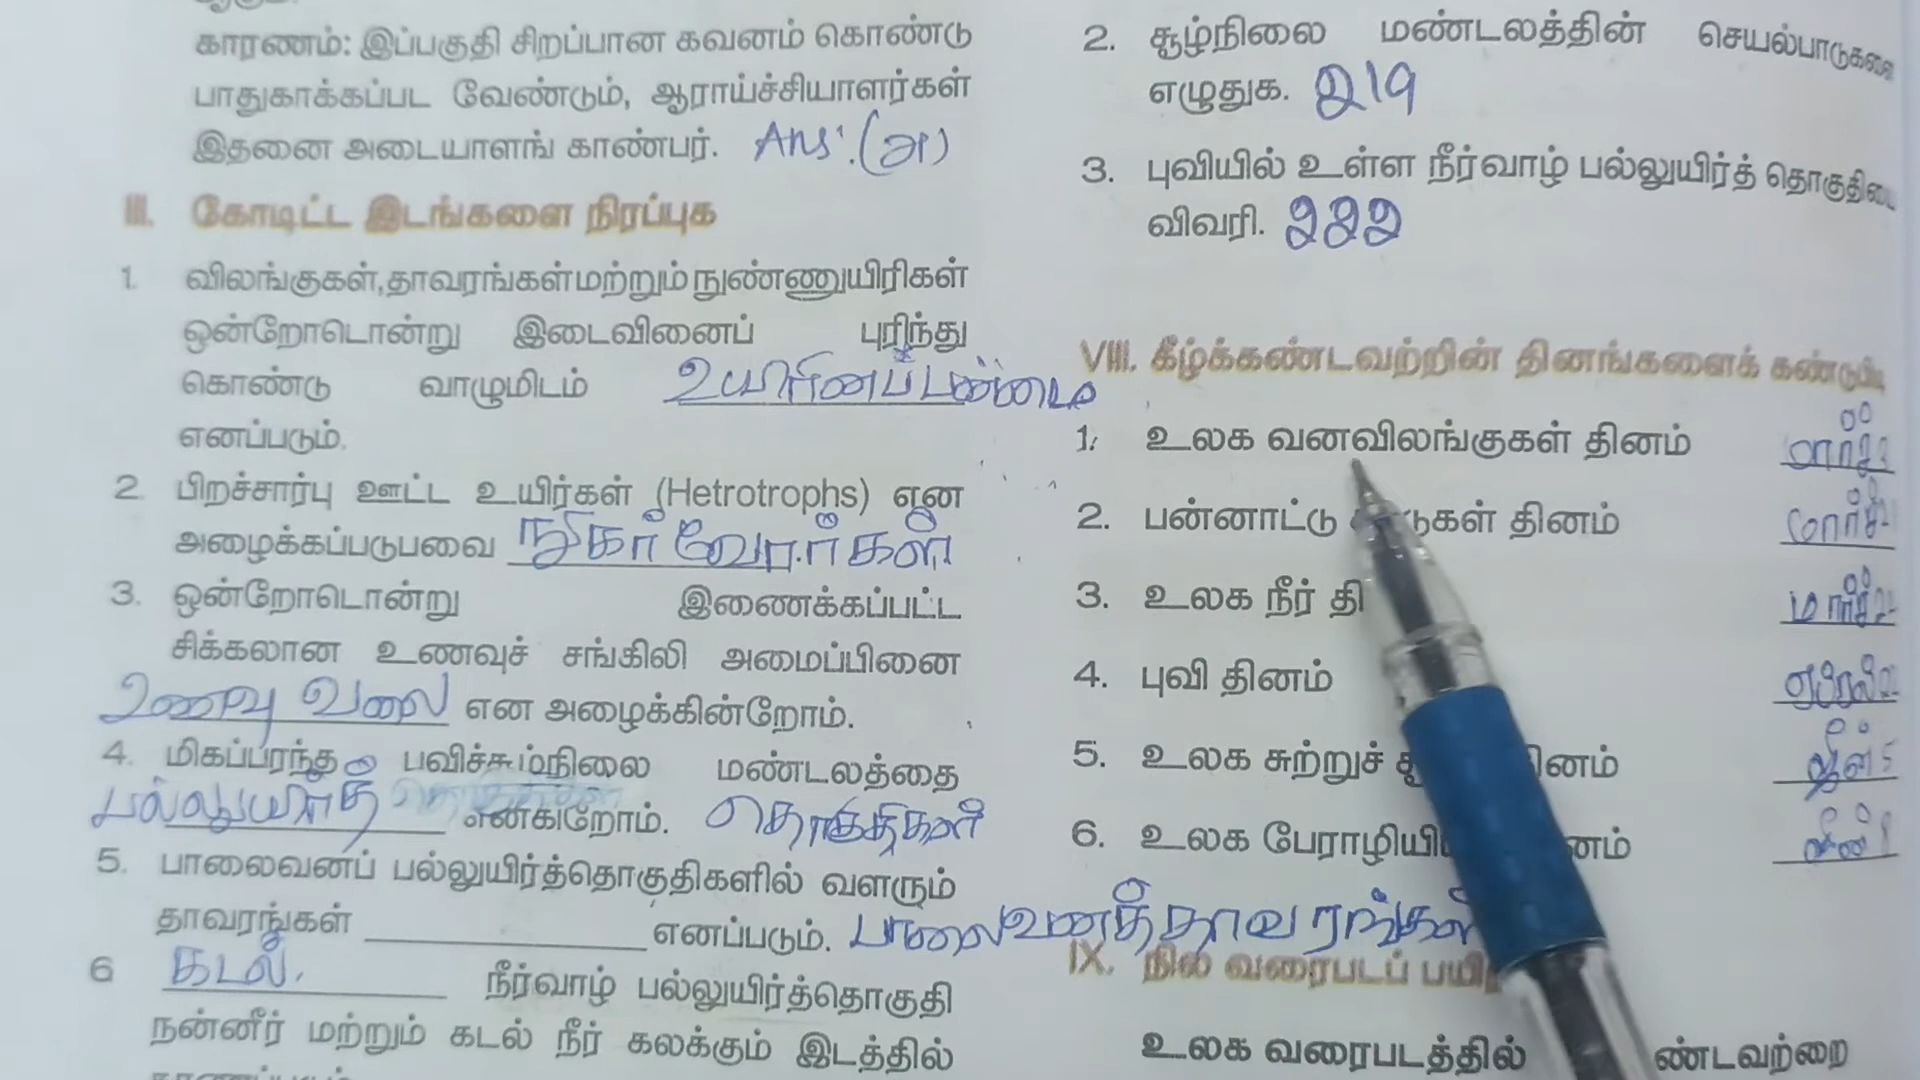 காரணம்: இப்பகுதி சிறப்பான கவனம் கொண்டு
பாதுகாக்கப்பட வேண்டும், ஆராய்ச்சியாளர்கள்
இதனை அடையாளங் காண்பர். Ans: (அ)
III. கோடிட்ட இடங்களை நிரப்புக
1. விலங்குகள்,தாவரங்கள்மற்றும்நுண்ணுயிரிகள்
ஒன்றோடொன்று இடைவினைப் புரிந்து
கொண்டு வாழுமிடம் உயிரினப்பன்மை
எனப்படும்.
2 பிறச்சார்பு ஊட்ட உயிர்கள் (Hetrotrophs) என
அழைக்கப்படுபவை நுகர்வோர்கள்
3. ஒன்றோடொன்று இணைக்கப்பட்ட
சிக்கலான உணவுச் சங்கிலி அமைப்பினை
உணவு வலை என அழைக்கின்றோம்.
4. மிகப்பரந்த புவிச்சூழ்நிலை மண்டலத்தை
பல்லுயிர்த் என்கிறோம். தொகுதிகள்
5. பாலைவனப் பல்லுயிர்த்தொகுதிகளில் வளரும்
தாவரங்கள் எனப்படும். பாலைவனத்தாவரங்கள்
6 கடல். நீர்வாழ் பல்லுயிர்த்தொகுதி
நன்னீர் மற்றும் கடல் நீர் கலக்கும் இடத்தில்
2. சூழ்நிலை மண்டலத்தின் செயல்பாடுகளை
எழுதுக. 219
3. புவியில் உள்ள நீர்வாழ் பல்லுயிர்த்
விவரி. 222
VIII. கீழ்க்கண்டவற்றின் தினங்களைக்
1. உலக வனவிலங்குகள் தினம்
2. பன்னாட்டு தினம்
3. உலக நீர்
4. புவி தினம்
5. உலக சுற்றுச்
6. உலக
IX. நில வரைபடப்
உலக வரைபடத்தில்